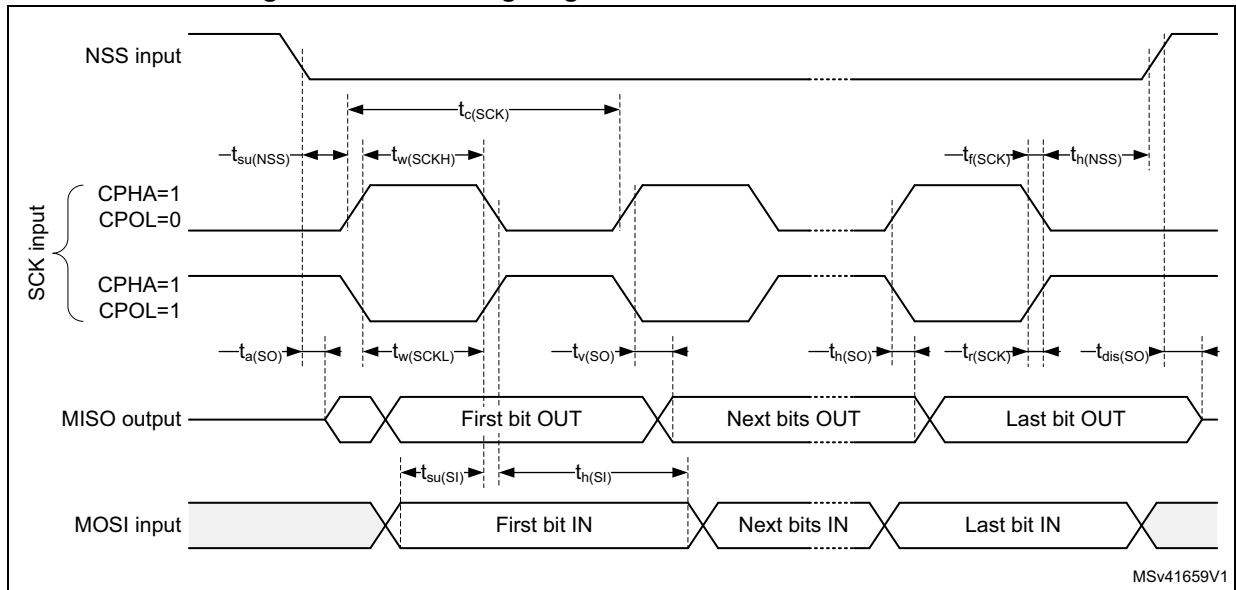 NSS input
tc(SCK)
tsu(NSS)
tw(SCKH)
tf(SCK)
th(NSS)
SCK input
CPHA=1
CPOL=0
CPHA=1
CPOL=1
ta(SO)
tw(SCKL)
tv(SO)
th(SO)
tr(SCK)
tdis(SO)
MISO output
First bit OUT
Next bits OUT
Last bit OUT
tsu(SI)
th(SI)
MOSI input
First bit IN
Next bits IN
Last bit IN
MSv41659V1